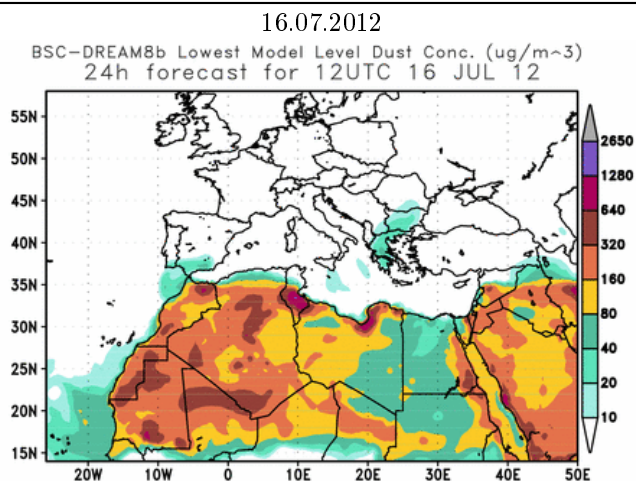 16.07.2012
BSC-DREAM8b Lowest Model Level Dust Conc. (ug/m^3)
24h forecast for 12UTC 16 JUL 12
55N
50N
45N
40N
35N
30N
25N
20N
15N
20W
10W
0
10E
20E
30E
40E
50E
2650
1280
640
320
160
80
40
20
10